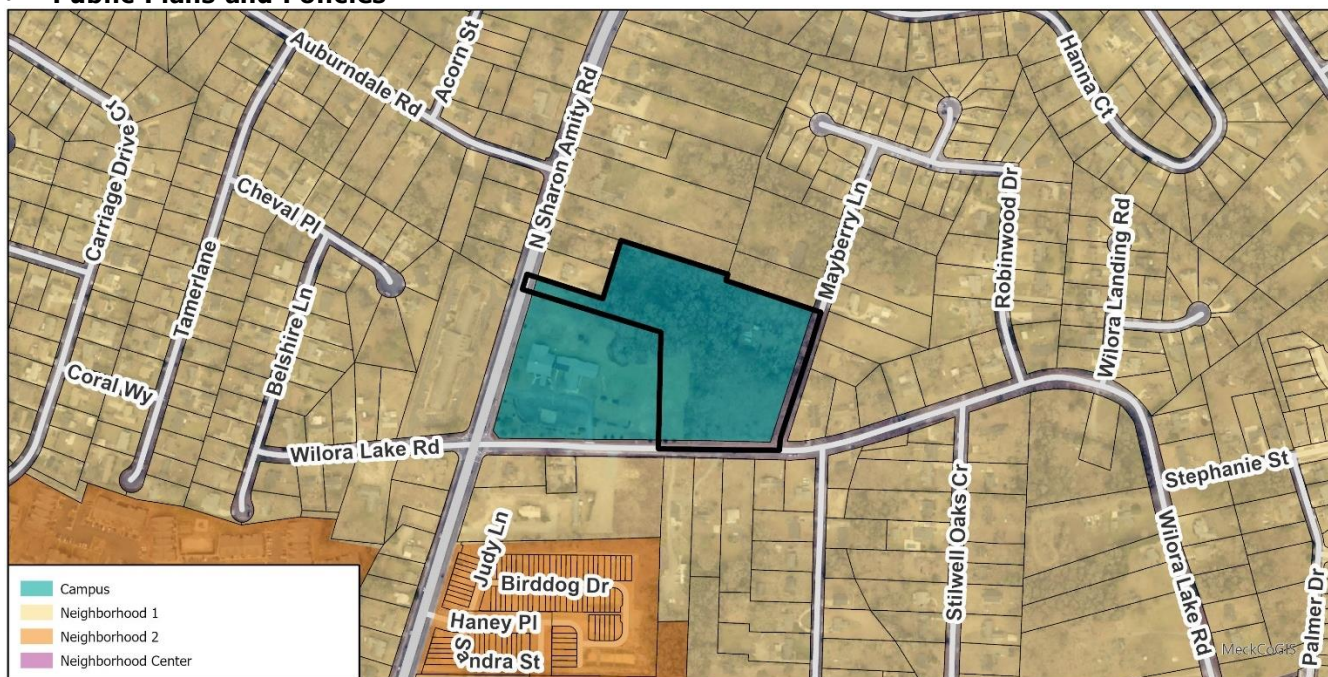 Public Plans and Policies
Auburndale Rd
Acorn St
N Sharon Amity Rd
Hanna Ct
Carriage Drive Cr
Tamerlane
Cheval Pl
Belshire Ln
Coral Wy
Mayberry Ln
Robinwood Dr
Wilora Landing Rd
Wilora Lake Rd
Stilwell Oaks Cr
Stephanie St
Wilora Lake Rd
Palmer Dr
Judy Ln
Birddog Dr
Haney Pl
Sandra St
Campus
Neighborhood 1
Neighborhood 2
Neighborhood Center
MeckCoGIS